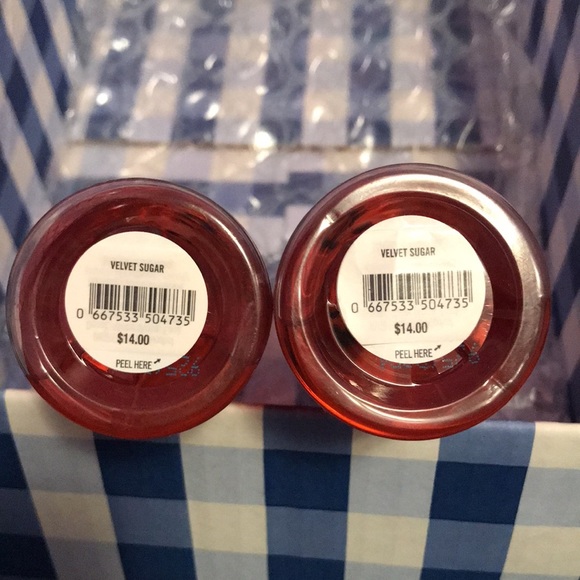 VELVET SUGAR
0 667533 504735
$14.00
PEEL HERE
VELVET SUGAR
0 667533 504735
$14.00
PEEL HERE